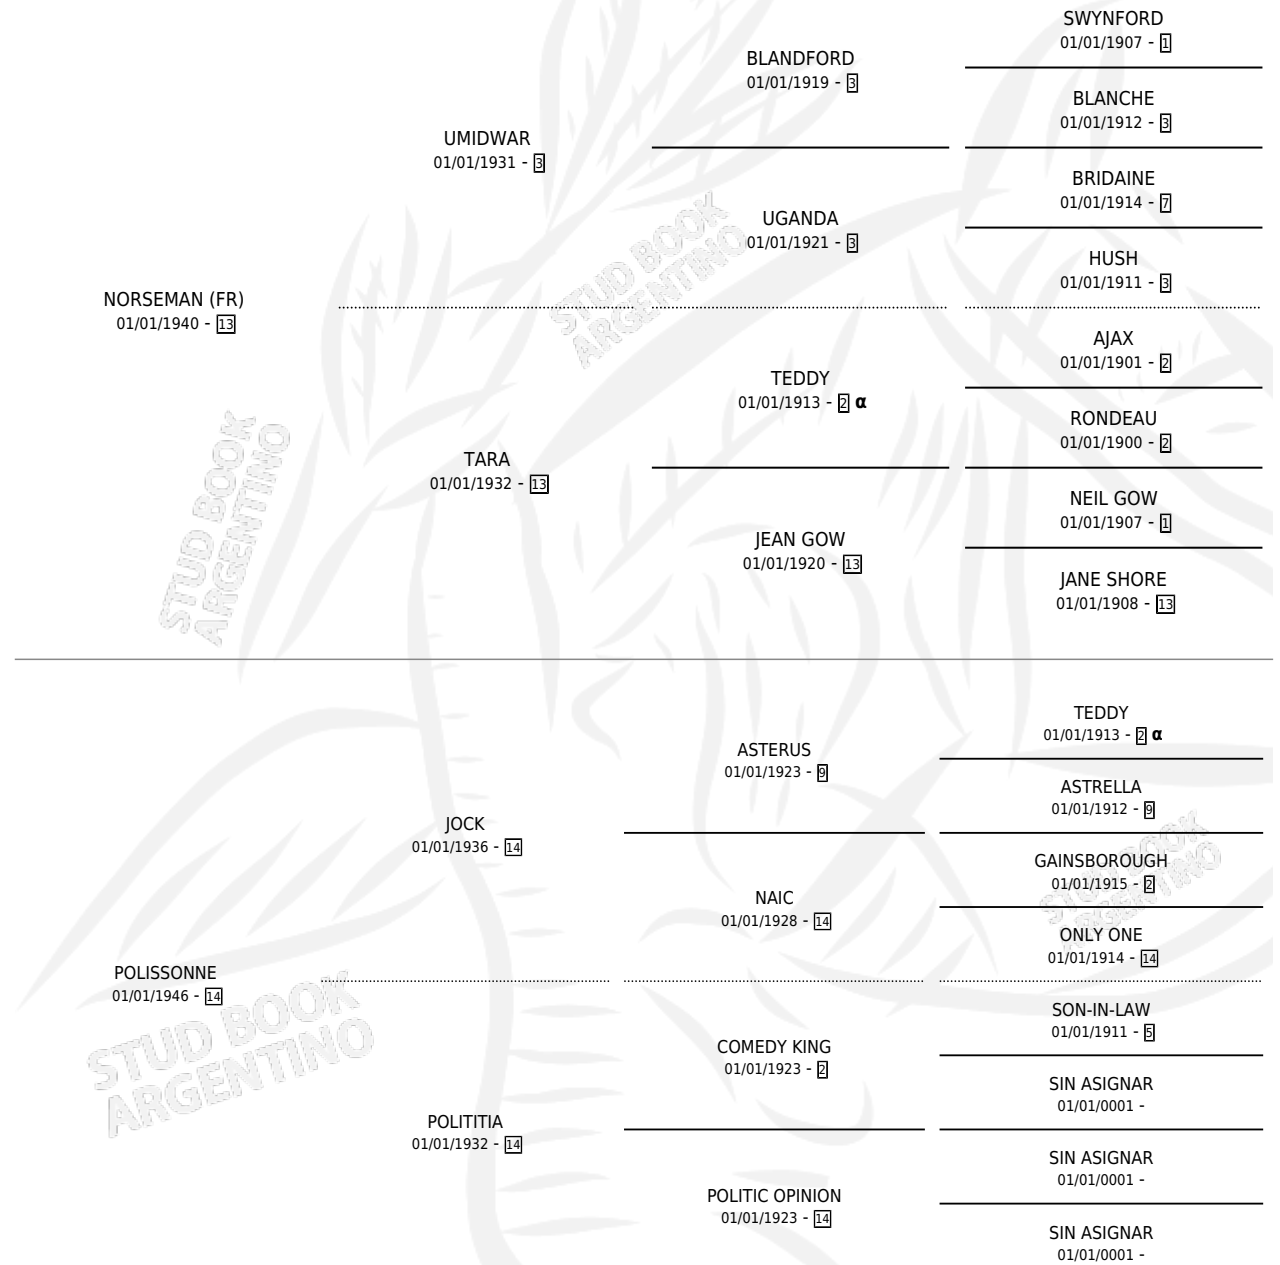 SWYNFORD
01/01/1907 - 1
BLANDFORD
01/01/1919 - 3
BLANCHE
01/01/1912 - 3
UMIDWAR
01/01/1931 - 3
BRIDAINE
01/01/1914 - 7
UGANDA
01/01/1921 - 3
HUSH
01/01/1911 - 3
NORSEMAN (FR)
01/01/1940 - 13
AJAX
01/01/1901 - 2
TEDDY
01/01/1913 - 2 α
RONDEAU
01/01/1900 - 2
TARA
01/01/1932 - 13
NEIL GOW
01/01/1907 - 1
JEAN GOW
01/01/1920 - 13
JANE SHORE
01/01/1908 - 13
STUD BOOK
ARGENTINO
STUD BOOK
ARGENTINO
TEDDY
01/01/1913 - 2 α
ASTERUS
01/01/1923 - 9
ASTRELLA
01/01/1912 - 9
JOCK
01/01/1936 - 14
GAINSBOROUGH
01/01/1915 - 2
NAIC
01/01/1928 - 14
ONLY ONE
01/01/1914 - 14
POLISSONNE
01/01/1946 - 14
SON-IN-LAW
01/01/1911 - 5
COMEDY KING
01/01/1923 - 2
SIN ASIGNAR
01/01/0001 -
POLITITIA
01/01/1932 - 14
SIN ASIGNAR
01/01/0001 -
POLITIC OPINION
01/01/1923 - 14
SIN ASIGNAR
01/01/0001 -
STUD BOOK
ARGENTINO
STUD BOOK
ARGENTINO